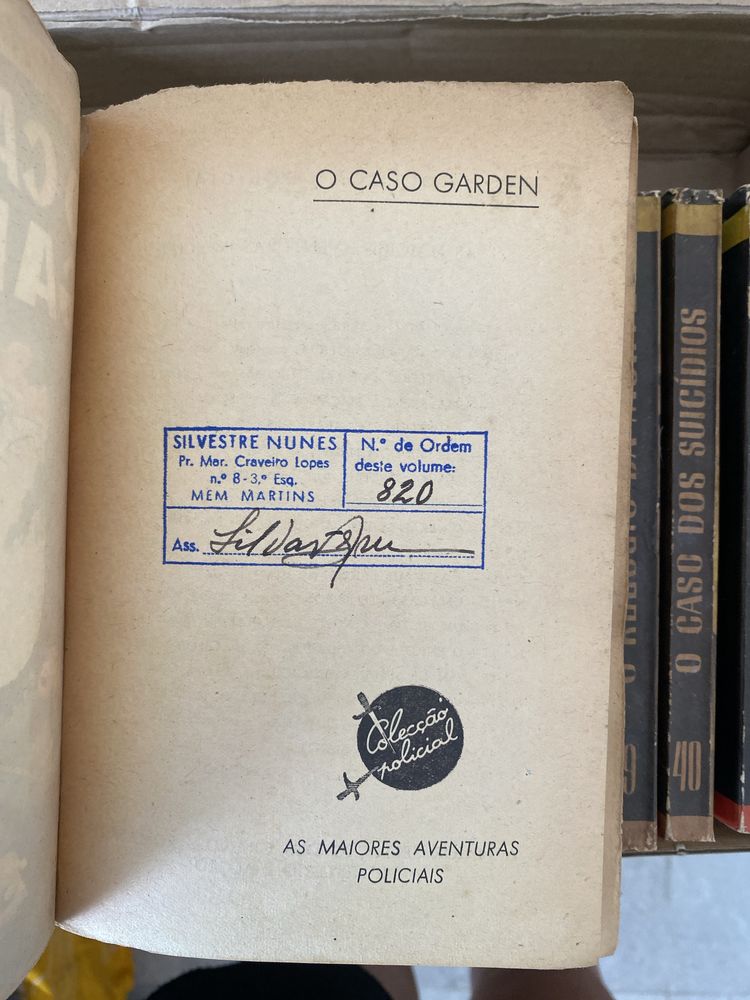 O CASO GARDEN
SILVESTRE NUNES
Pr. Mar. Craveiro Lopes
n.º 8-3,º Esq.
MEM MARTINS
N.º de Ordem
deste volume:
820
Ass.
Colecção
policial
AS MAIORES AVENTURAS
POLICIAIS
O CASO DOS SUICÍDIOS
40